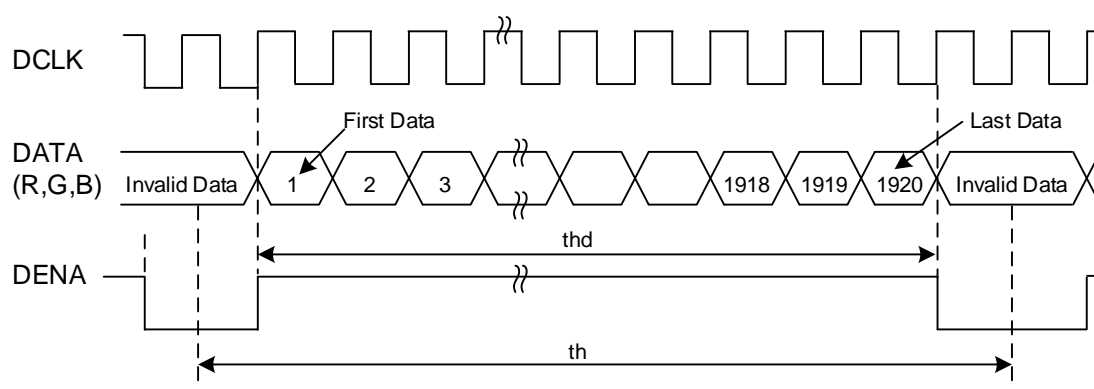 DCLK
First Data
Last Data
DATA
(R,G,B)
Invalid Data
1
2
3
1918
1919
1920
Invalid Data
thd
DENA
th